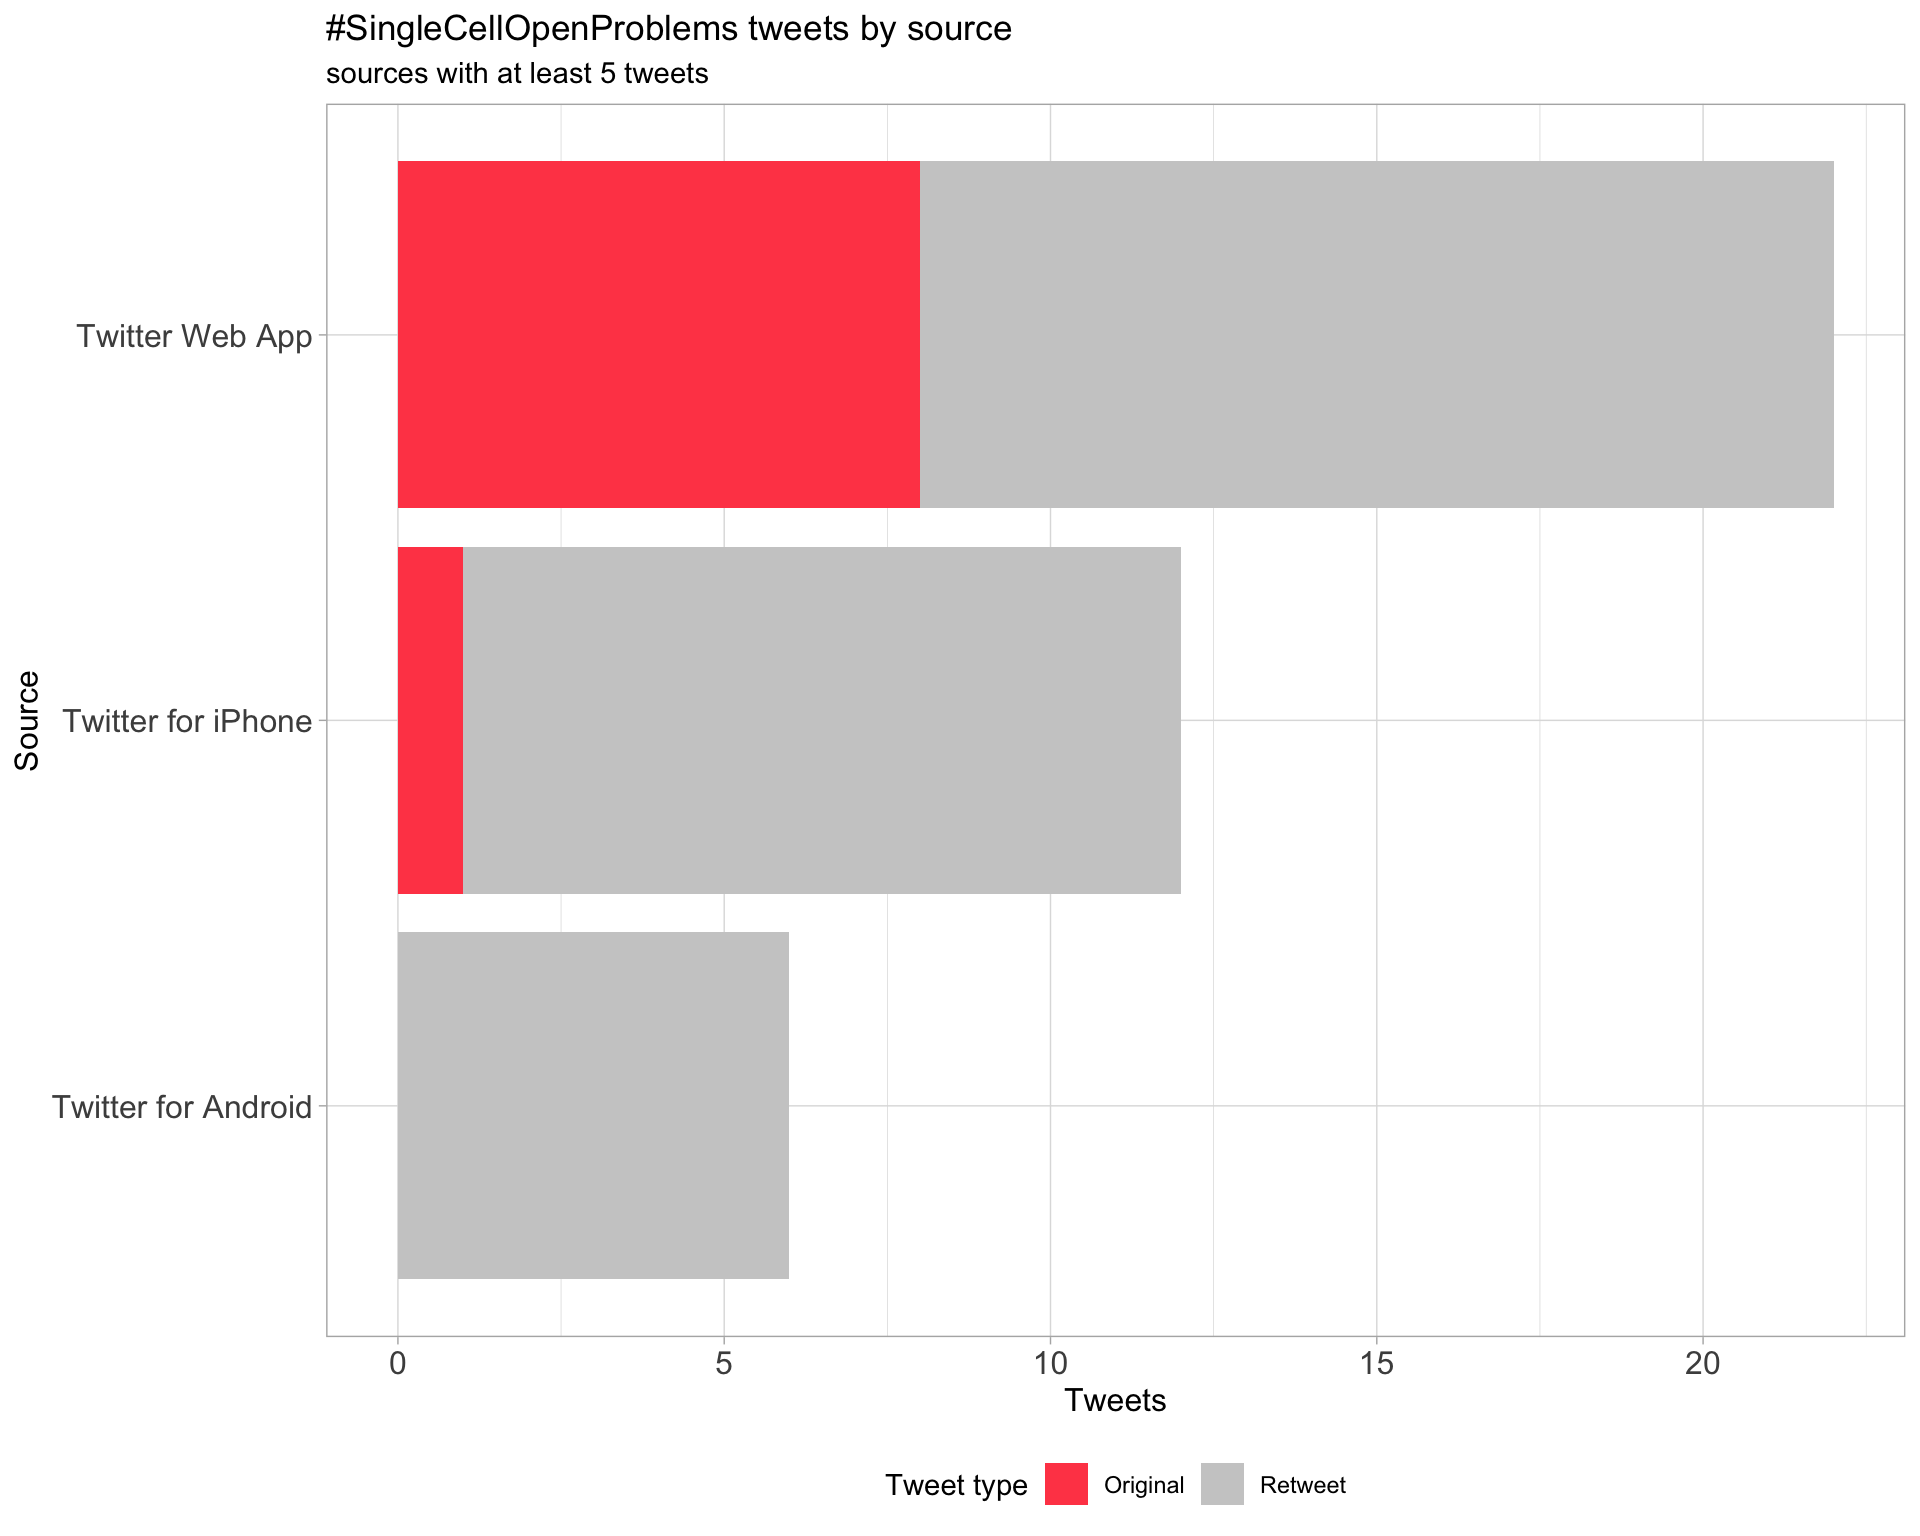 #SingleCellOpenProblems tweets by source
sources with at least 5 tweets
Source
Twitter Web App
Twitter for iPhone
Twitter for Android
0 5 10 15 20
Tweets
Tweet type Original Retweet